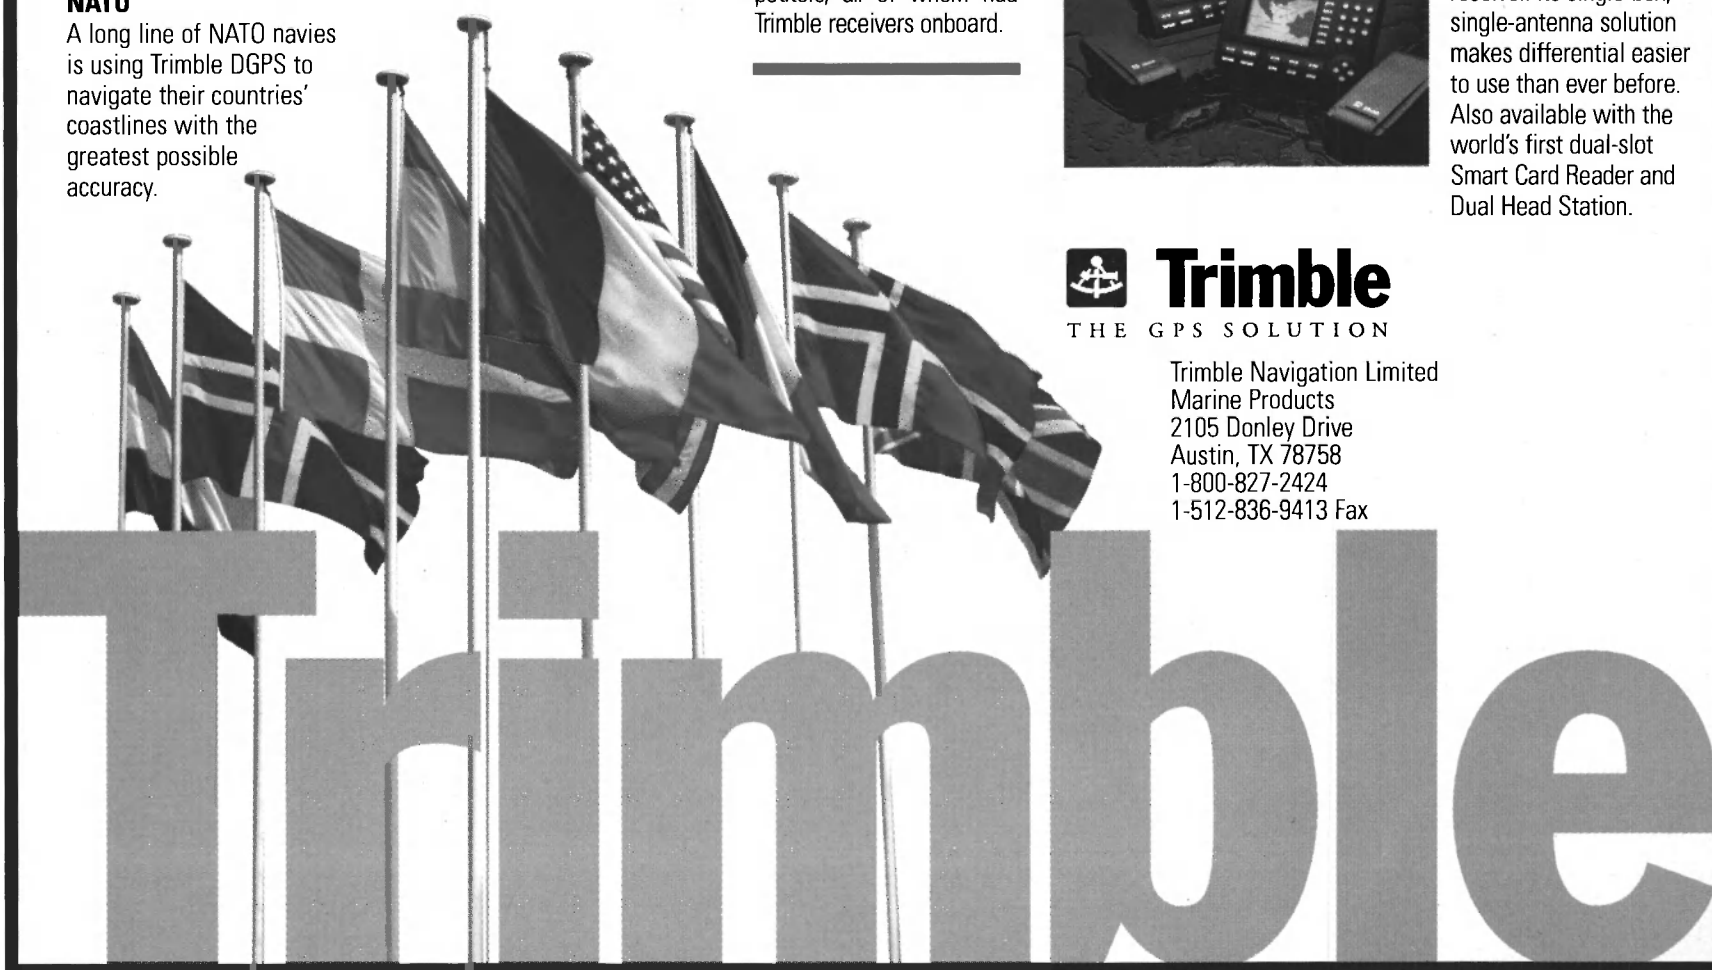 NATO
A long line of NATO navies
is using Trimble DGPS to
navigate their countries'
coastlines with the
greatest possible
accuracy.
Trimble receivers onboard.
single-antenna solution
makes differential easier
to use than ever before.
Also available with the
world's first dual-slot
Smart Card Reader and
Dual Head Station.
Trimble
THE GPS SOLUTION
Trimble Navigation Limited
Marine Products
2105 Donley Drive
Austin, TX 78758
1-800-827-2424
1-512-836-9413 Fax
Trimble